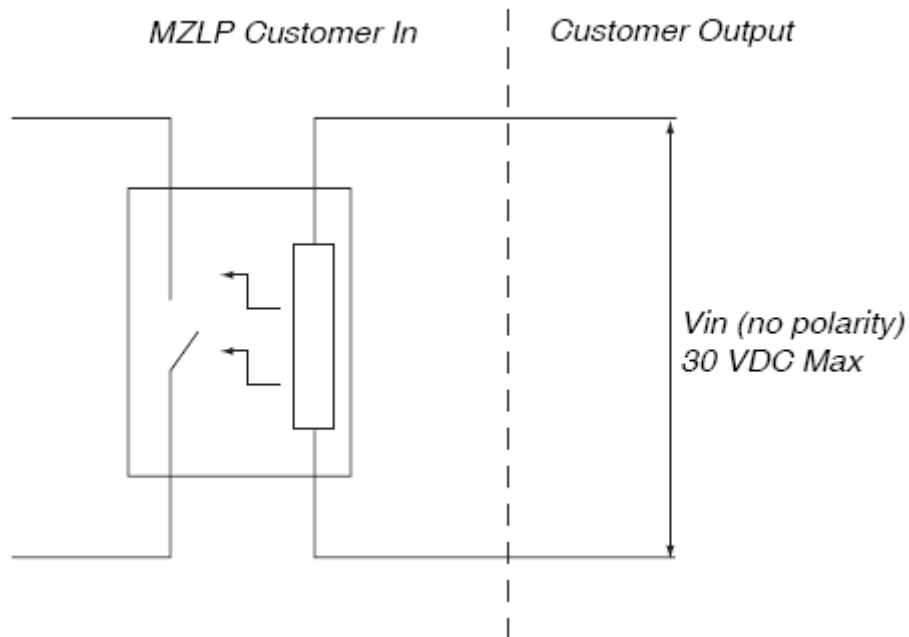 MZLP Customer In
Customer Output
Vin (no polarity)
30 VDC Max